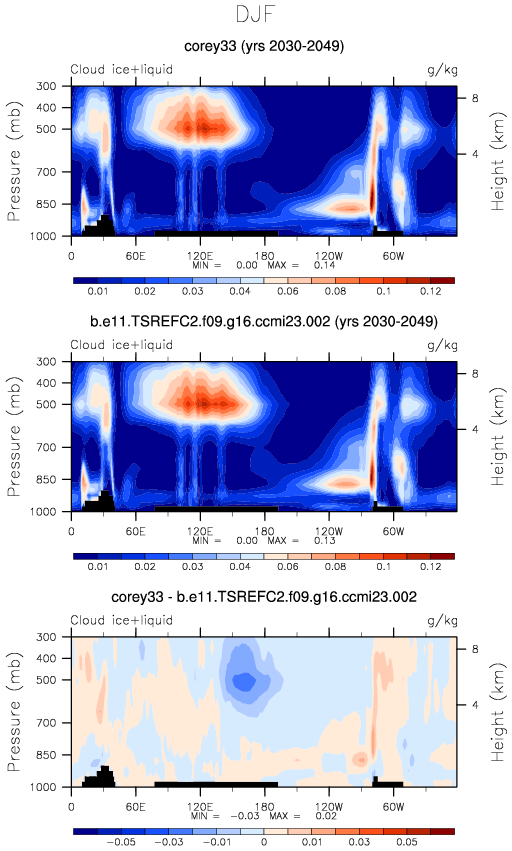 DJF
corey33 (yrs 2030-2049)
Cloud ice+liquid g/kg
300
400 8
500
4
700
850
1000
0 60E 120E 180E 120W 60W
Pressure (mb)
Height (km)
MIN = 0.00 MAX = 0.14
0.01 0.02 0.04 0.06 0.08 0.1 0.12
b.e11.TSREFC2.f09.g16.ccmi23.002 (yrs 2030-2049)
Cloud ice+liquid g/kg
300
8
400
500
4
700
850
1000
0 60E 120E 180E 120W 60W
Pressure (mb)
Height (km)
MIN = 0.00 MAX = 0.13
0.01 0.02 0.04 0.06 0.08 0.1 0.12
corey33 - b.e11.TSREFC2.f09.g16.ccmi23.002
Cloud ice+liquid g/kg
300
8
400
500
4
700
850
1000
0 60E 120E 180E 120W 60W
Pressure (mb)
Height (km)
MIN = -0.03 MAX = 0.02
-0.05 -0.03 -0.01 0 0.01 0.03 0.05